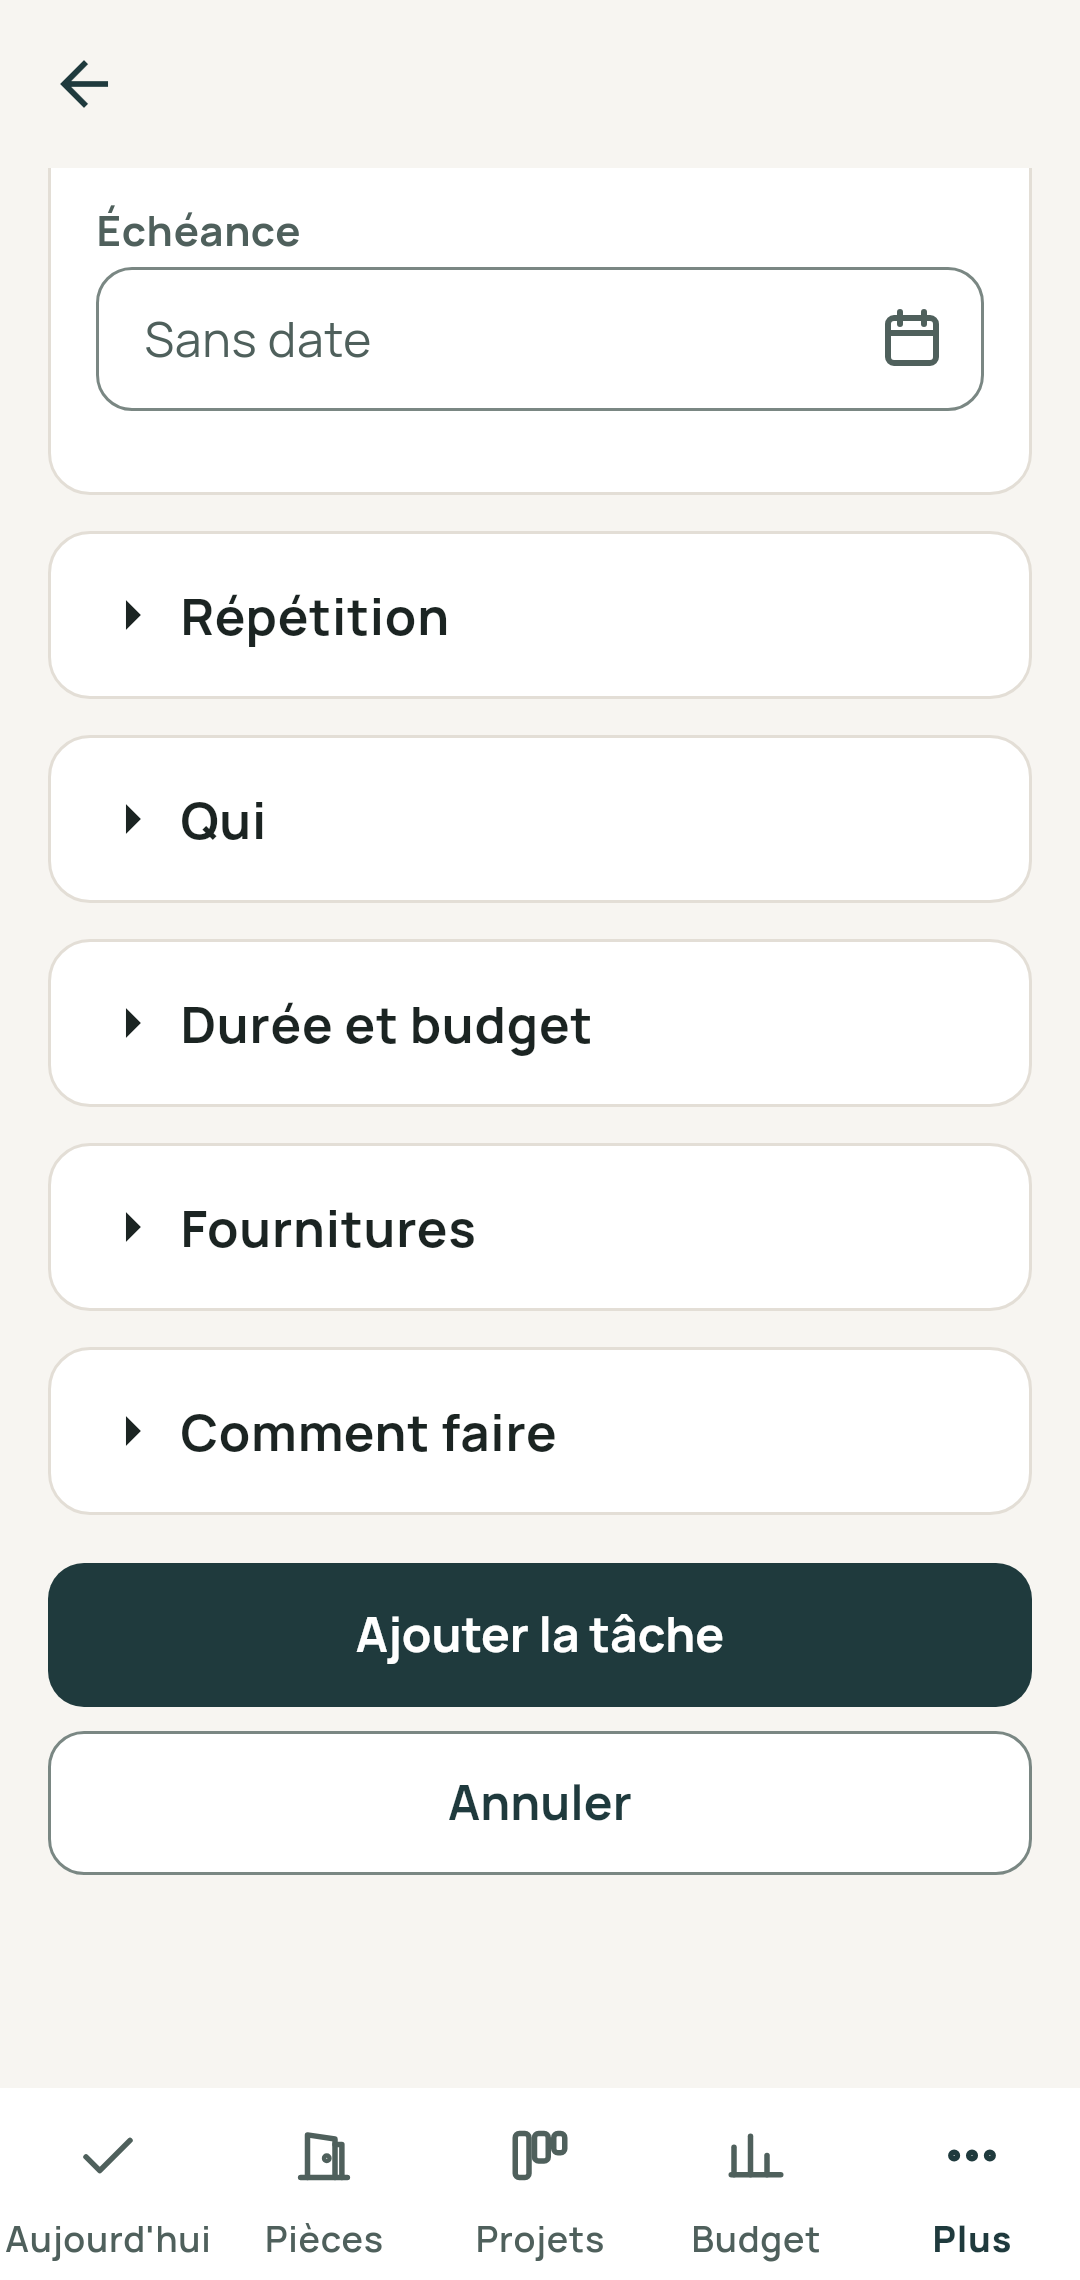 Échéance
Sans date
Répétition
Qui
Durée et budget
Fournitures
Comment faire
Ajouter la tâche
Annuler
Aujourd'hui
Pièces
Projets
Budget
Plus